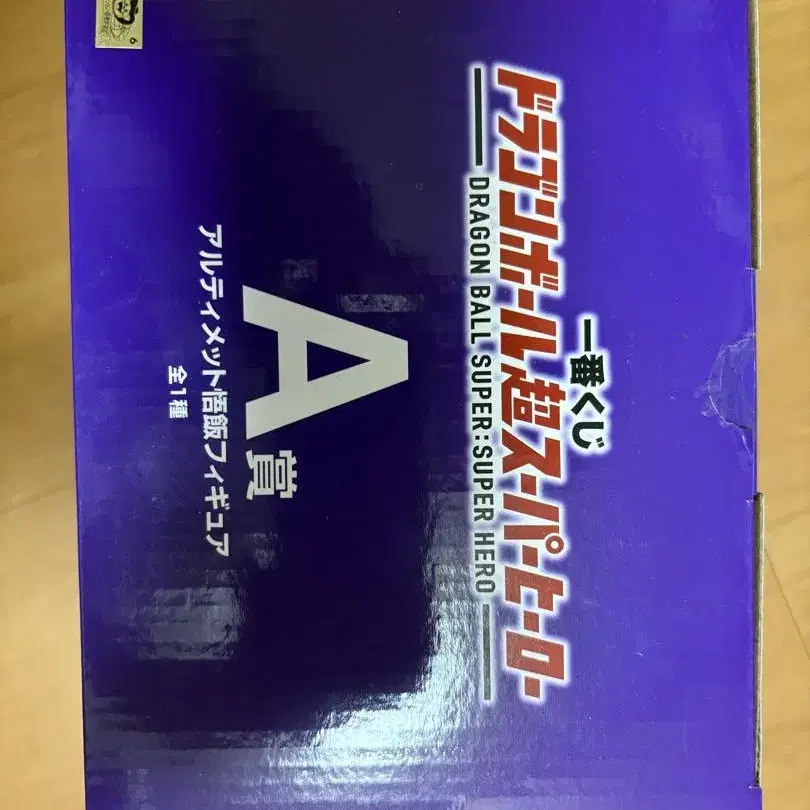 一番くじ
ドラゴンボール超スーパーヒーロー
DRAGON BALL SUPER:SUPER HERO
A賞
アルティメット悟飯フィギュア
全1種